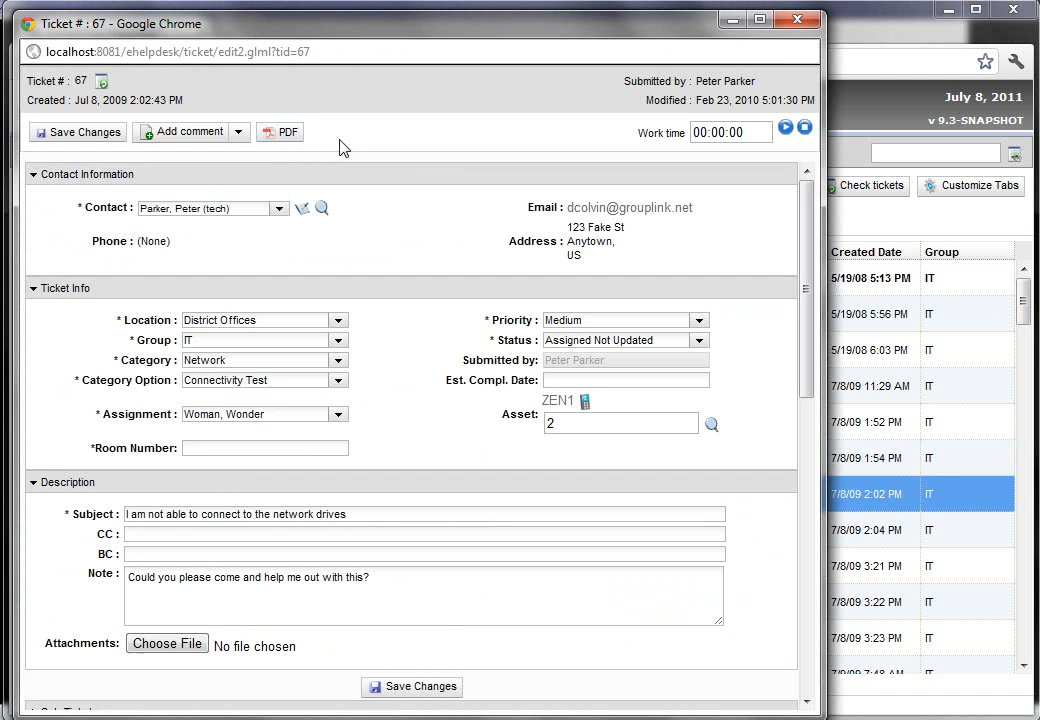 Ticket # : 67 - Google Chrome
localhost:8081/ehelpdesk/ticket/edit2.glml?tid=67
Ticket # : 67
Submitted by : Peter Parker
Created : Jul 8, 2009 2:02:43 PM
Modified : Feb 23, 2010 5:01:30 PM
July 8, 2011
v 9.3-SNAPSHOT
Save Changes
Add comment
PDF
Work time 00:00:00
Check tickets
Customize Tabs
Contact Information
* Contact : Parker, Peter (tech)
Email : dcolvin@grouplink.net
Phone : (None)
Address : 123 Fake St
Anytown,
US
Ticket Info
* Location : District Offices
* Priority : Medium
* Group : IT
* Status : Assigned Not Updated
* Category : Network
Submitted by: Peter Parker
* Category Option : Connectivity Test
Est. Compl. Date:
ZEN1
* Assignment : Woman, Wonder
Asset: 2
*Room Number:
Description
* Subject : I am not able to connect to the network drives
CC :
BC :
Note : Could you please come and help me out with this?
Attachments: Choose File No file chosen
Save Changes
Created Date Group
5/19/08 5:13 PM IT
5/19/08 5:56 PM IT
5/19/08 6:03 PM IT
7/8/09 11:29 AM IT
7/8/09 1:52 PM IT
7/8/09 1:54 PM IT
7/8/09 2:02 PM IT
7/8/09 2:04 PM IT
7/8/09 3:21 PM IT
7/8/09 3:22 PM IT
7/8/09 3:23 PM IT